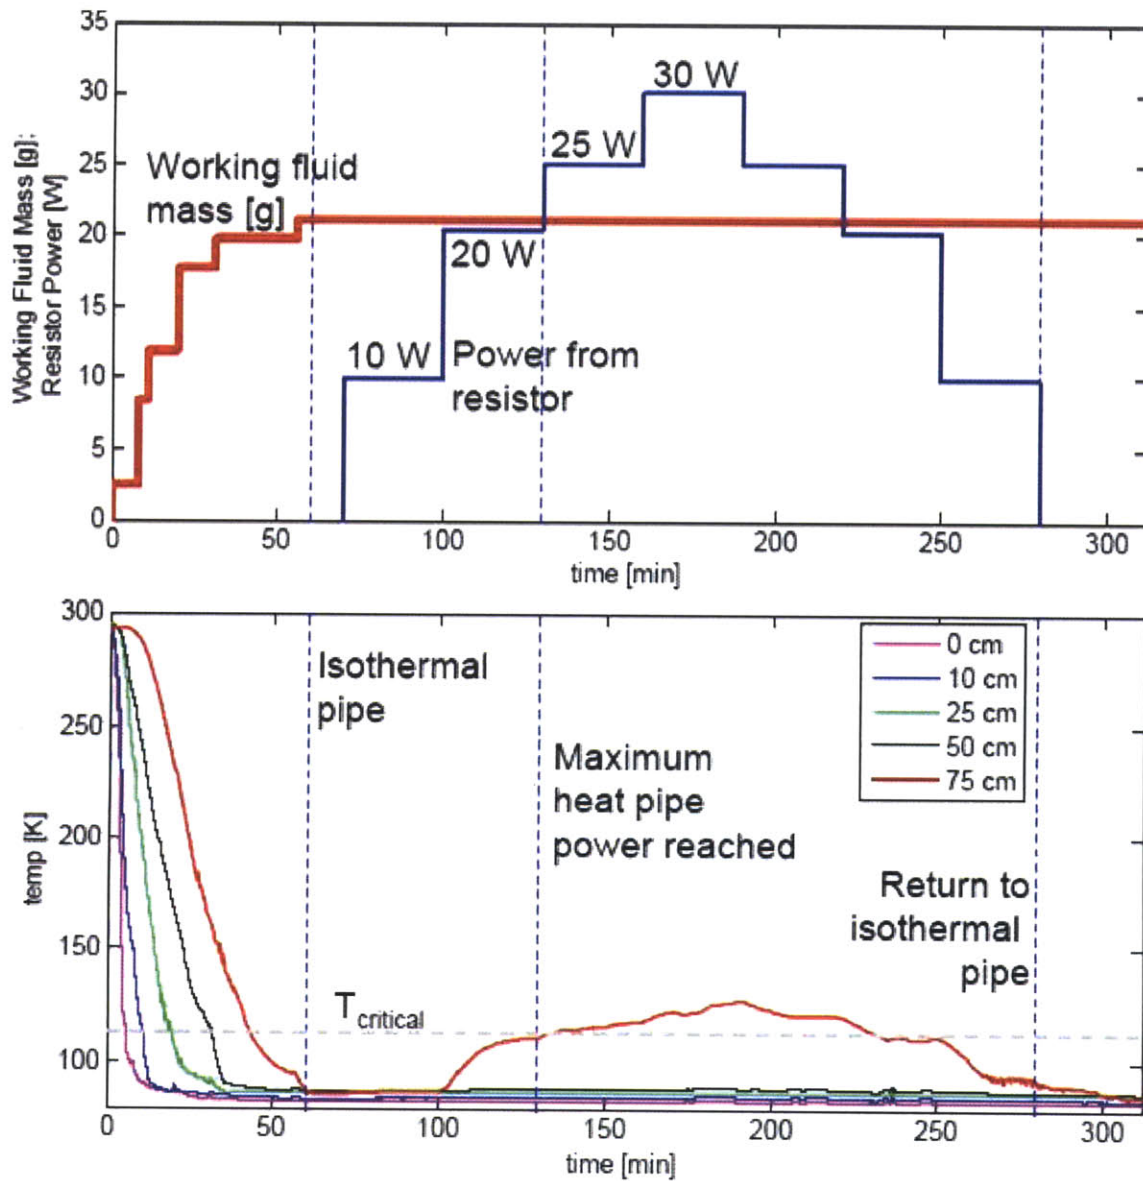 35
30
25
20
15
10
5
0
Working Fluid Mass [g];
Resistor Power [W]
Working fluid
mass [g]
10 W
20 W
25 W
30 W
Power from
resistor
0
50
100
150
200
250
300
time [min]
300
250
200
150
100
temp [K]
Isothermal
pipe
Maximum
heat pipe
power reached
Return to
isothermal
pipe
Tcritical
0 cm
10 cm
25 cm
50 cm
75 cm
0
50
100
150
200
250
300
time [min]